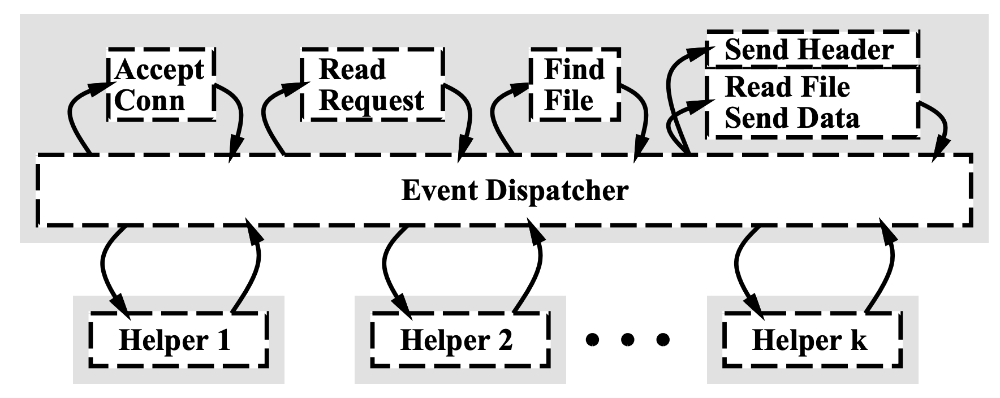 Accept
Conn
Read
Request
Find
File
Send Header
Read File
Send Data
Event Dispatcher
Helper 1
Helper 2
Helper k